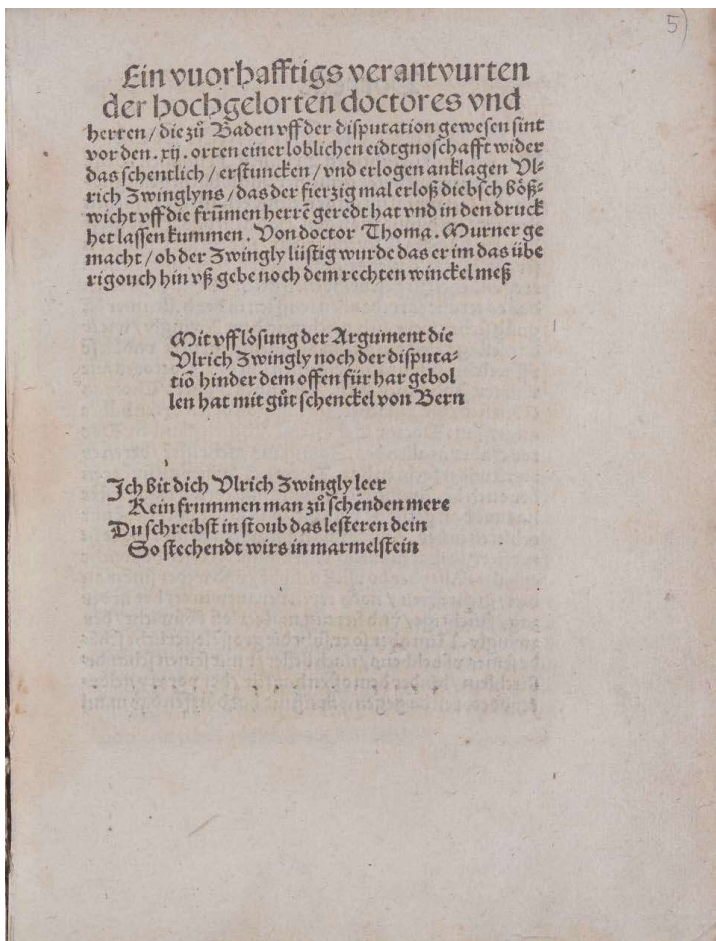 5)
Ein vuorhafftigs verantvurten
der hochgelorten doctores vnd
herren / die zů Baden vff der disputation gewesen sint
vor den . xij . orten einer loblichen eidtgnoschafft wider
das schentlich / erstuncken / vnd erlogen anklagen Vl⸗
rich Zwinglyns / das der fierzig mal erloß diebsch bößs⸗
wicht vff die frūmen herrē geredt hat vnd in den druck
het lassen kummen . Von doctor Thoma . Murner ge
macht / ob der Zwingly lüstig wurde das er im das übe
rigouch hin vß gebe noch dem rechten winckel meß
Mit vfflösung der Argument die
Vlrich Zwingly noch der disputa⸗
tiō hinder dem offen für har gebol
len hat mit gůt schenckel von Bern
Ich bit dich Vlrich Zwingly leer
Kein frummen man zů schenden mere
Du schreibst in stoub das lesteren dein
So stechendt wirs in marmelstein